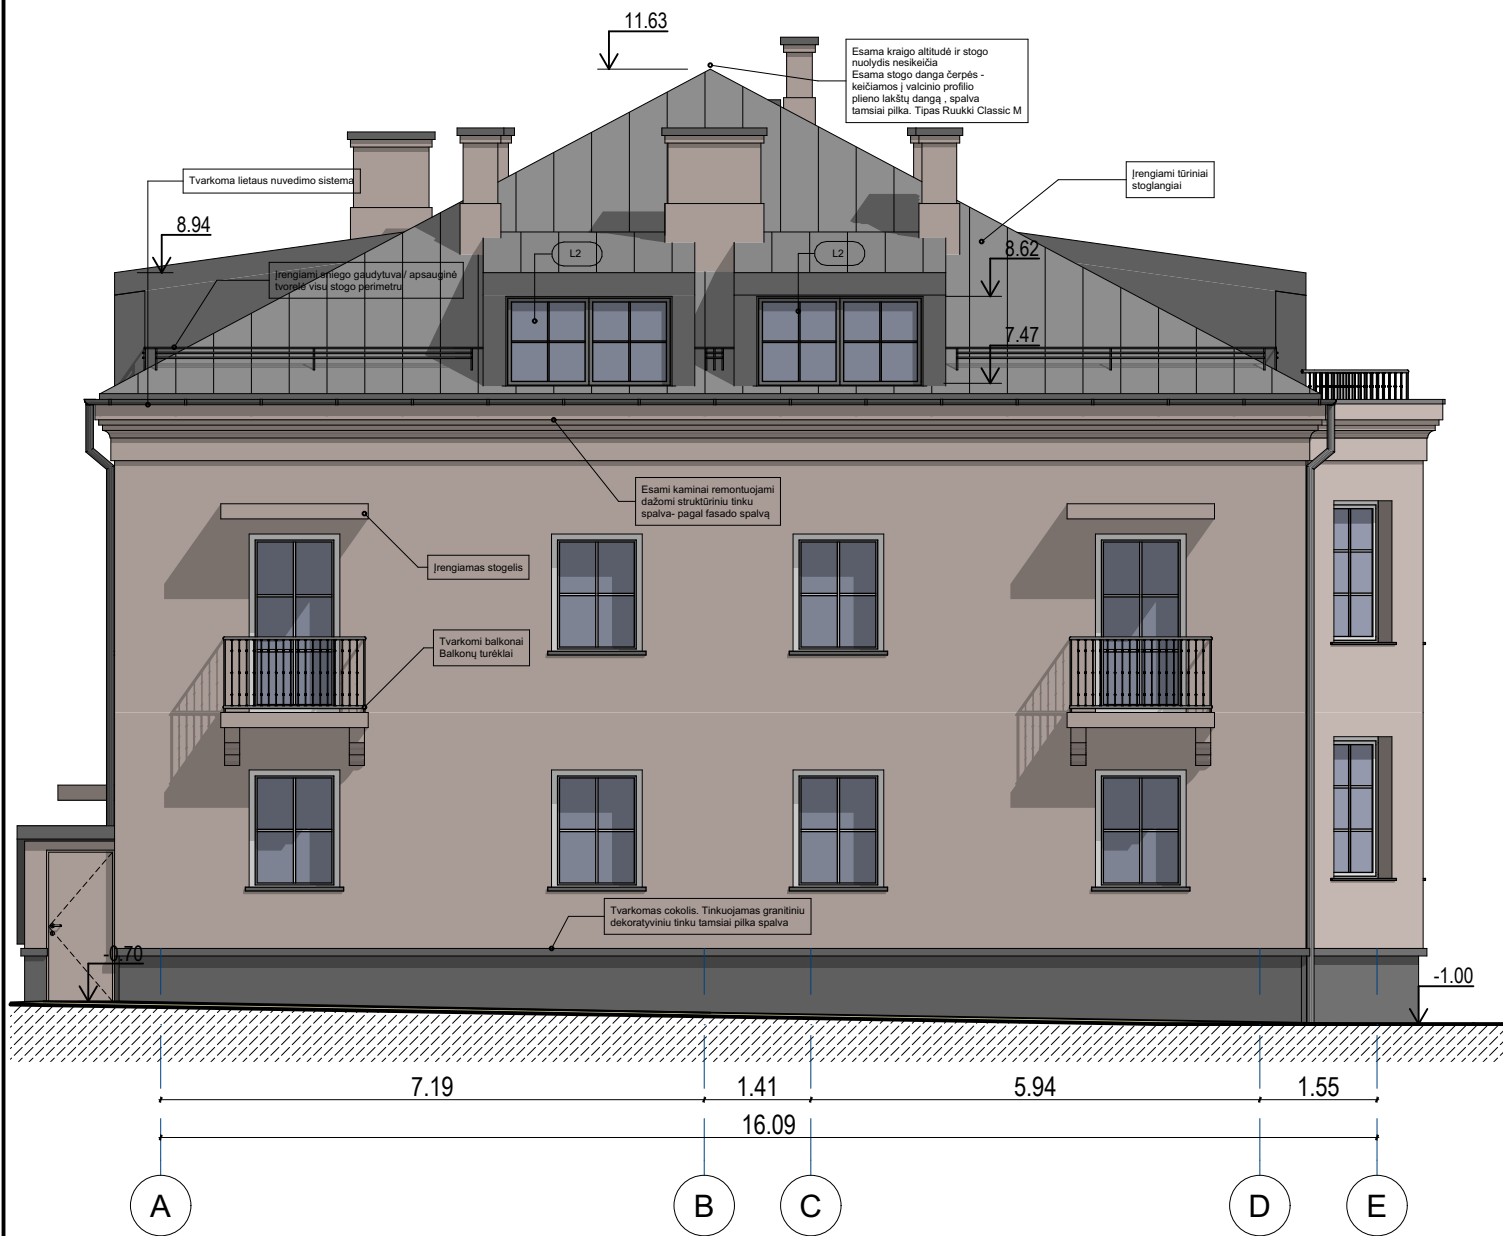 11.63
Esama kraigo altitudė ir stogo
nuolydis nesikeičia
Esama stogo danga čerpės -
keičiamos į valcinio profilio
plieno lakštų dangą , spalva
tamsiai pilka. Tipas Ruukki Classic M
Tvarkoma lietaus nuvedimo sistema
Įrengiami tūriniai
stoglangiai
8.94
L2
L2
8.62
Įrengiami sniego gaudytuvai/ apsauginė
tvorelė visu stogo perimetru
7.47
Esami kaminai remontuojami
dažomi struktūriniu tinku
spalva- pagal fasado spalvą
Įrengiamas stogelis
Tvarkomi balkonai
Balkonų turėklai
Tvarkomas cokolis. Tinkuojamas granitiniu
dekoratyviniu tinku tamsiai pilka spalva
-0.70
-1.00
7.19 1.41 5.94 1.55
16.09
A B C D E